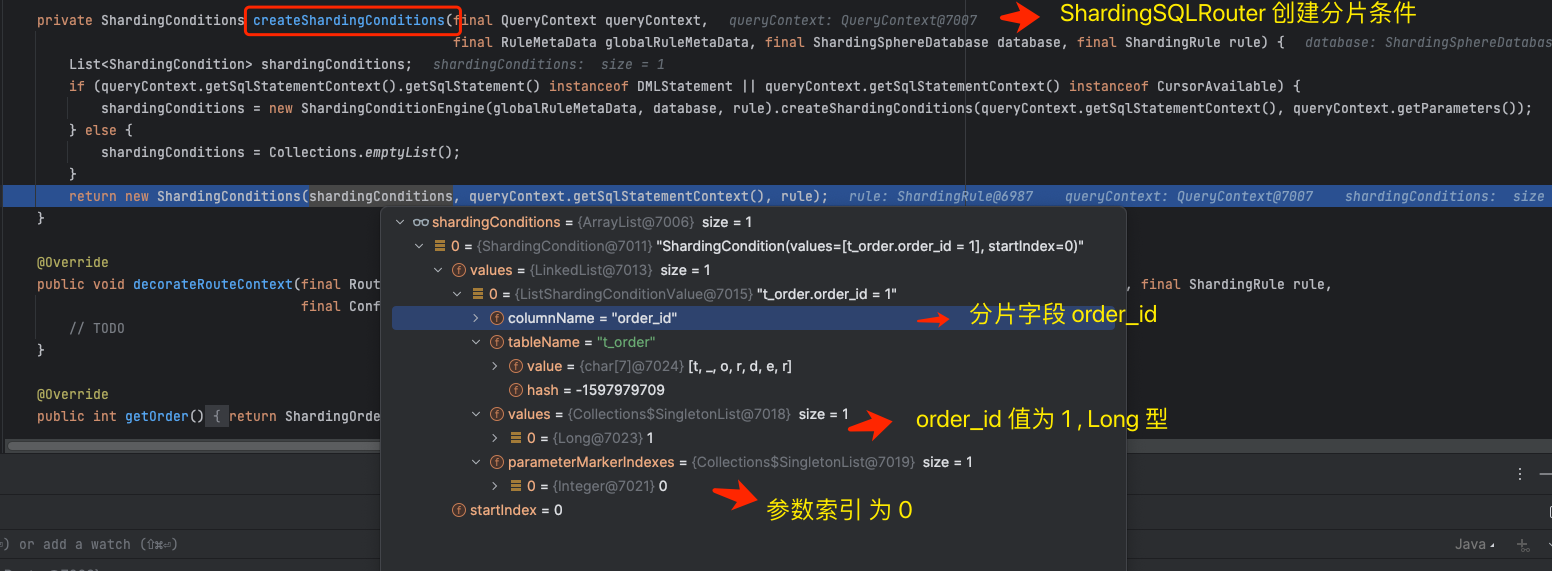 private ShardingConditions createShardingConditions(final QueryContext queryContext, queryContext: QueryContext@7007
ShardingSQLRouter 创建分片条件
final RuleMetaData globalRuleMetaData, final ShardingSphereDatabase database, final ShardingRule rule) { database: ShardingSphereDatabas
List<ShardingCondition> shardingConditions; shardingConditions: size = 1
if (queryContext.getSqlStatementContext().getSqlStatement() instanceof DMLStatement || queryContext.getSqlStatementContext() instanceof CursorAvailable) {
shardingConditions = new ShardingConditionEngine(globalRuleMetaData, database, rule).createShardingConditions(queryContext.getSqlStatementContext(), queryContext.getParameters());
} else {
shardingConditions = Collections.emptyList();
}
return new ShardingConditions(shardingConditions, queryContext.getSqlStatementContext(), rule); rule: ShardingRule@6987 queryContext: QueryContext@7007 shardingConditions: size
}
shardingConditions = {ArrayList@7006} size = 1
0 = {ShardingCondition@7011} "ShardingCondition(values=[t_order.order_id = 1], startIndex=0)"
@Override
values = {LinkedList@7013} size = 1
public void decorateRouteContext(final Rout , final ShardingRule rule,
0 = {ListShardingConditionValue@7015} "t_order.order_id = 1"
final Conf
columnName = "order_id"
分片字段 order_id
// TODO
tableName = "t_order"
}
value = {char[7]@7024} [t, _, o, r, d, e, r]
hash = -1597979709
@Override
public int getOrder() { return ShardingOrde
values = {Collections$SingletonList@7018} size = 1
order_id 值为 1 , Long 型
0 = {Long@7023} 1
parameterMarkerIndexes = {Collections$SingletonList@7019} size = 1
0 = {Integer@7021} 0
参数索引 为 0
startIndex = 0
) or add a watch (⇧⌘⏎)
Java